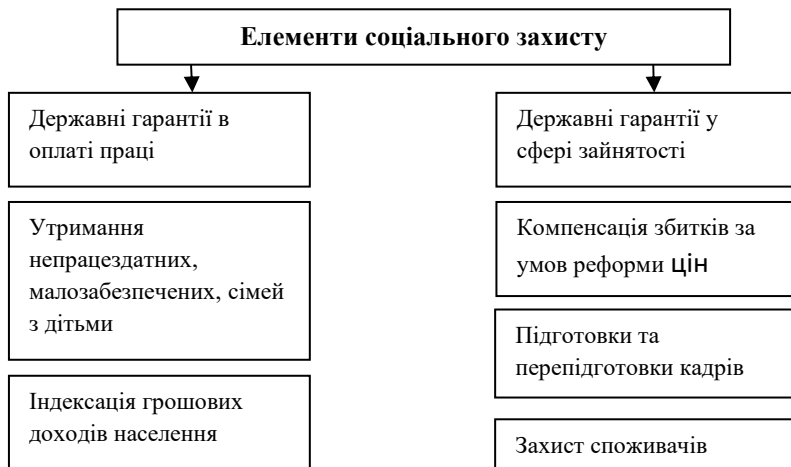 Елементи соціального захисту
Державні гарантії в
оплаті праці
Утримання
непрацездатних,
малозабезпечених, сімей
з дітьми
Індексація грошових
доходів населення
Державні гарантії у
сфері зайнятості
Компенсація збитків за
умов реформи цін
Підготовки та
перепідготовки кадрів
Захист споживачів